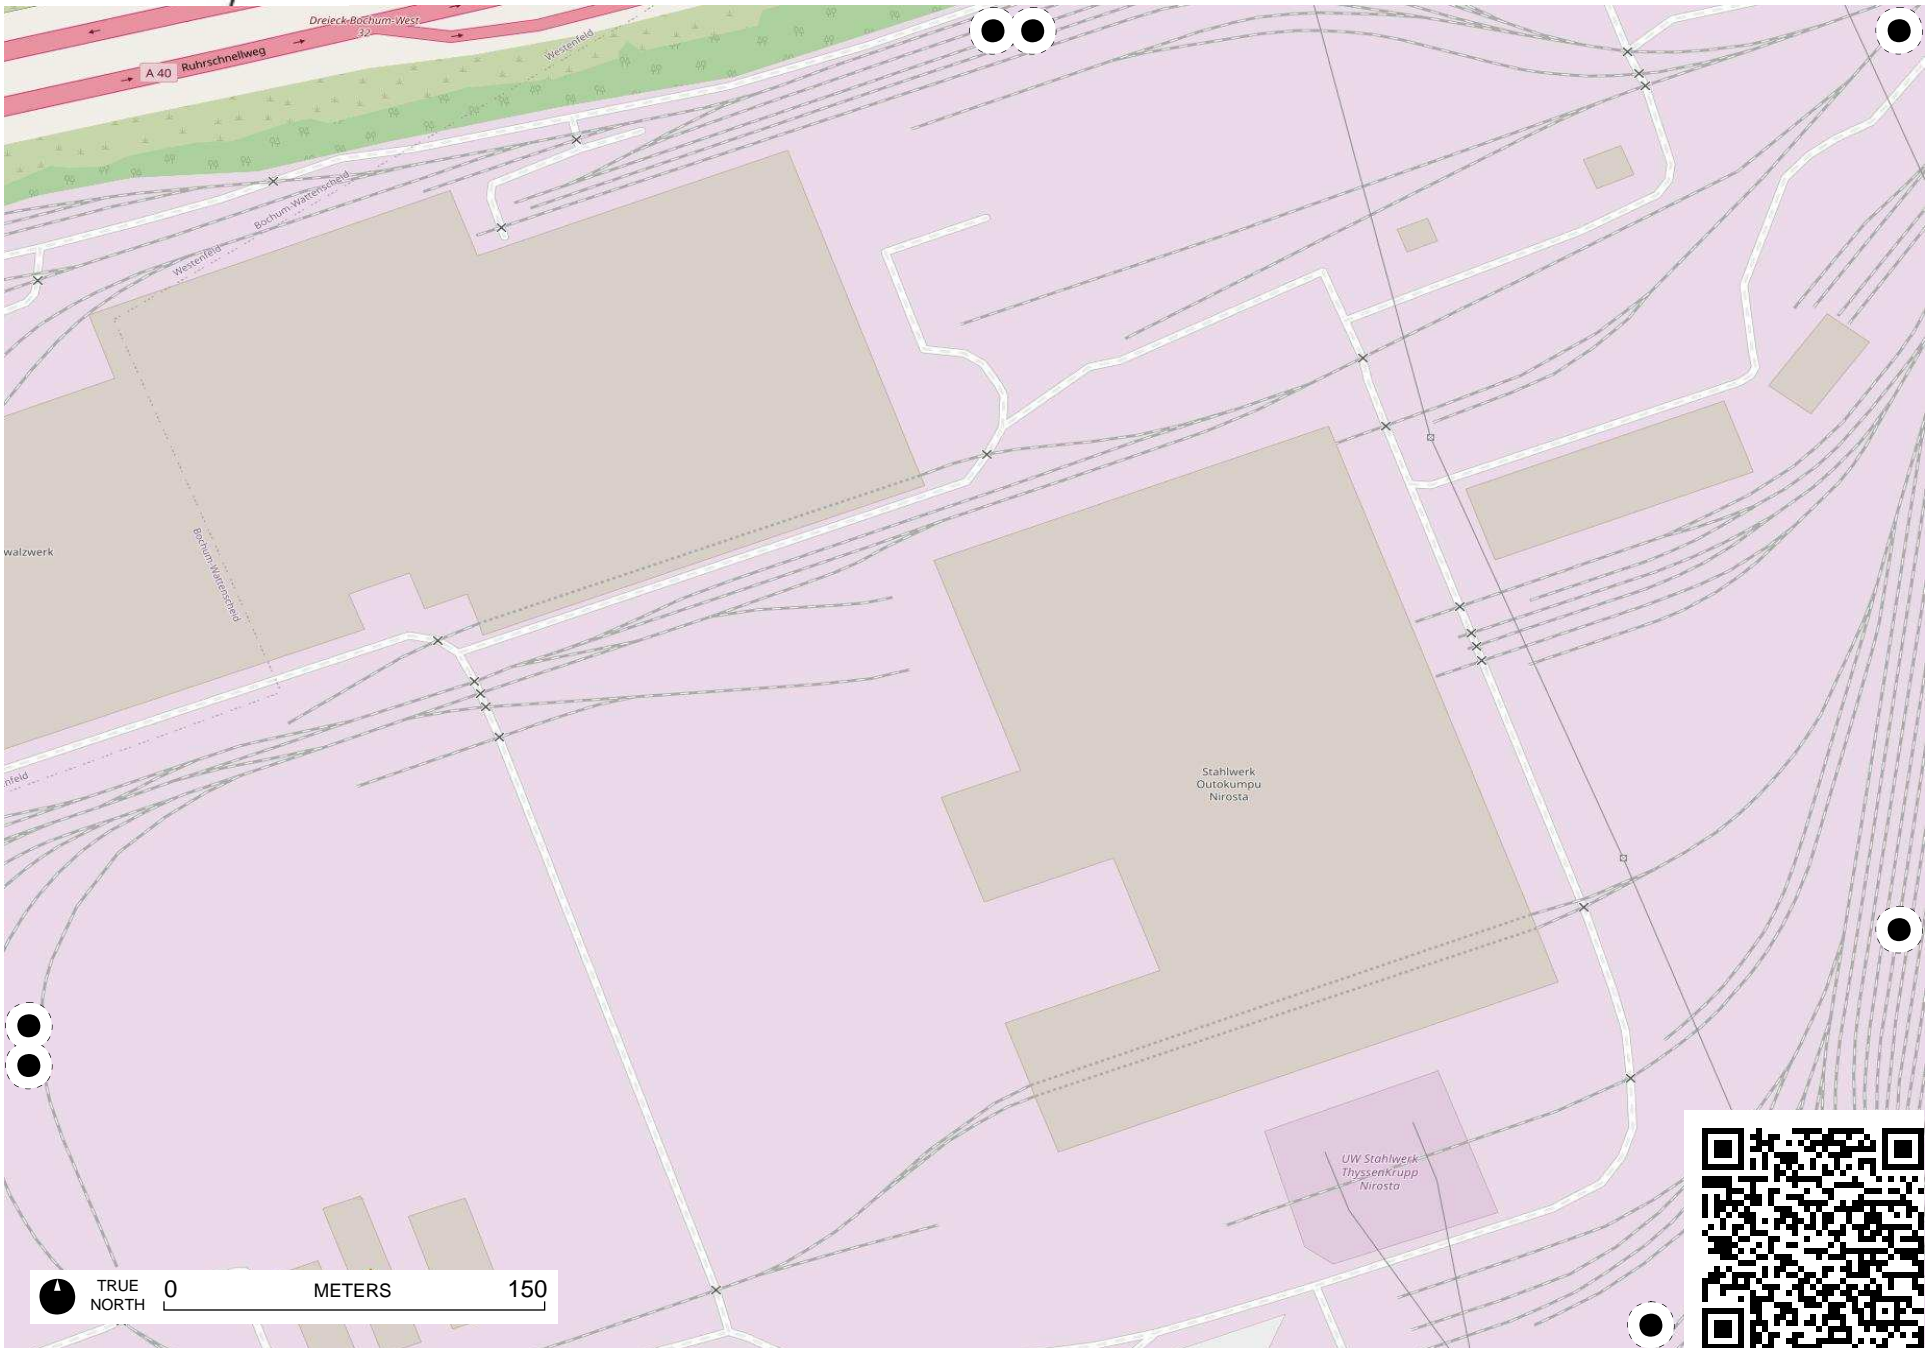 Dreieck Bochum-West
32
Westenfeld
A 40 Ruhrschnellweg
Bochum-Wattenscheid
Westenfeld
walzwerk
Bochum-Wattenscheid
nfeld
Stahlwerk
Outokumpu
Nirosta
UW Stahlwerk
ThyssenKrupp
Nirosta
TRUE
NORTH
0 METERS 150